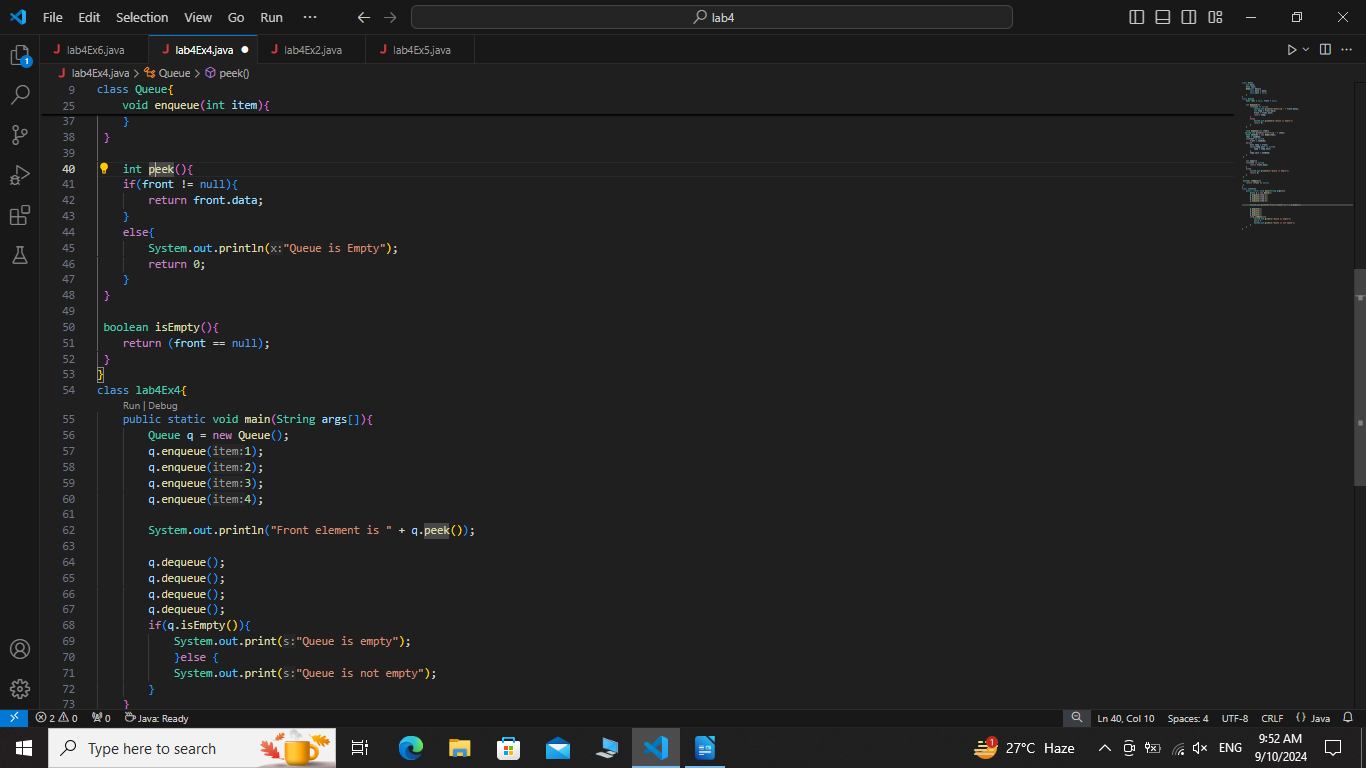 File Edit Selection View Go Run ··· lab4
lab4Ex6.java lab4Ex4.java lab4Ex2.java lab4Ex5.java
lab4Ex4.java > Queue > peek()
9 class Queue{
25 void enqueue(int item){
37 }
38 }
39
40 int peek(){
41 if(front != null){
42 return front.data;
43 }
44 else{
45 System.out.println(x:"Queue is Empty");
46 return 0;
47 }
48 }
49
50 boolean isEmpty(){
51 return (front == null);
52 }
53 }
54 class lab4Ex4{
Run | Debug
55 public static void main(String args[]){
56 Queue q = new Queue();
57 q.enqueue(item:1);
58 q.enqueue(item:2);
59 q.enqueue(item:3);
60 q.enqueue(item:4);
61
62 System.out.println("Front element is " + q.peek());
63
64 q.dequeue();
65 q.dequeue();
66 q.dequeue();
67 q.dequeue();
68 if(q.isEmpty()){
69 System.out.print(s:"Queue is empty");
70 }else {
71 System.out.print(s:"Queue is not empty");
72 }
73 }
2 0 0 Java: Ready Ln 40, Col 10 Spaces: 4 UTF-8 CRLF {} Java
Type here to search 1 27°C Haze ENG 9:52 AM
9/10/2024